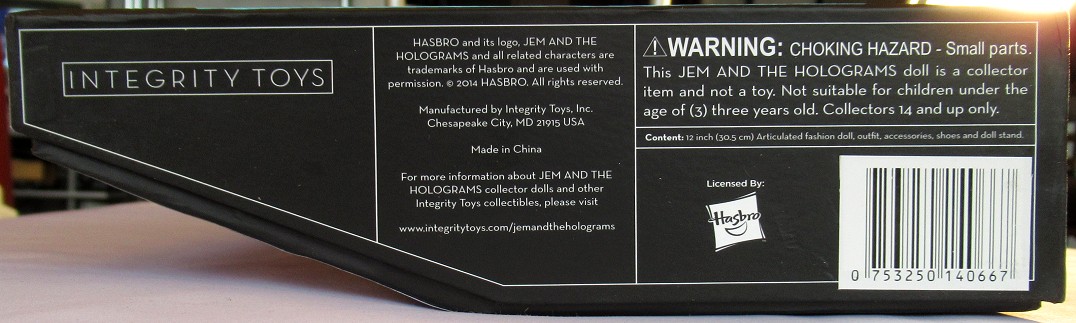 INTEGRITY TOYS
HASBRO and its logo, JEM AND THE
HOLOGRAMS and all related characters are
trademarks of Hasbro and are used with
permission. © 2014 HASBRO. All rights reserved.
Manufactured by Integrity Toys, Inc.
Chesapeake City, MD 21915 USA
Made in China
For more information about JEM AND THE
HOLOGRAMS collector dolls and other
Integrity Toys collectibles, please visit
www.integritytoys.com/jemandtheholograms
WARNING: CHOKING HAZARD - Small parts.
This JEM AND THE HOLOGRAMS doll is a collector
item and not a toy. Not suitable for children under the
age of (3) three years old. Collectors 14 and up only.
Content: 12 inch (30.5 cm) Articulated fashion doll, outfit, accessories, shoes and doll stand.
Licensed By:
Hasbro
0 753250 140667